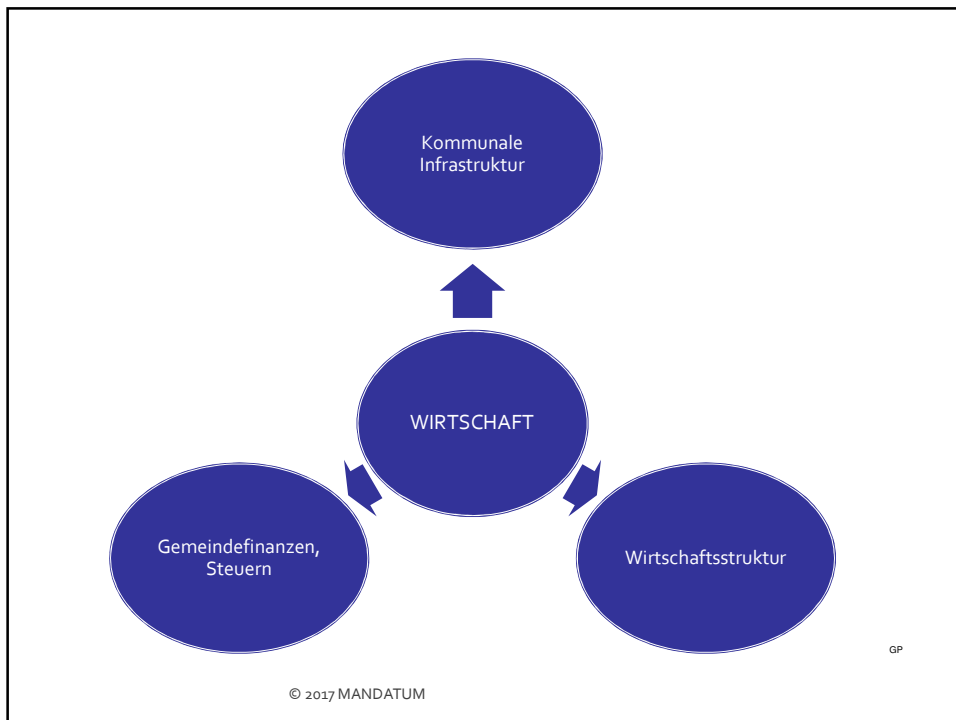 Kommunale
Infrastruktur
WIRTSCHAFT
Gemeindefinanzen,
Steuern
Wirtschaftsstruktur
GP
© 2017 MANDATUM